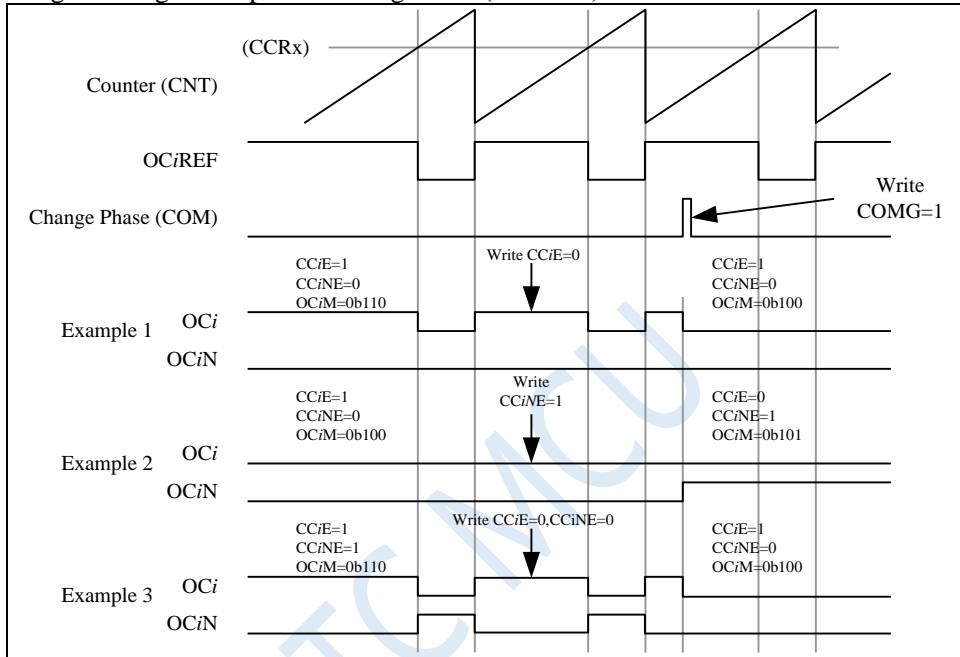 (CCRx)
Counter (CNT)
OCiREF
Write
COMG=1
Change Phase (COM)
Write CCiE=0
CCiE=1
CCiNE=0
OCiM=0b110
CCiE=1
CCiNE=0
OCiM=0b100
Example 1
OCi
OCiN
Write
CCiNE=1
CCiE=1
CCiNE=0
OCiM=0b100
CCiE=0
CCiNE=1
OCiM=0b101
Example 2
OCi
OCiN
Write CCiE=0,CCiNE=0
CCiE=1
CCiNE=1
OCiM=0b110
CCiE=1
CCiNE=0
OCiM=0b100
Example 3
OCi
OCiN
TC MCU